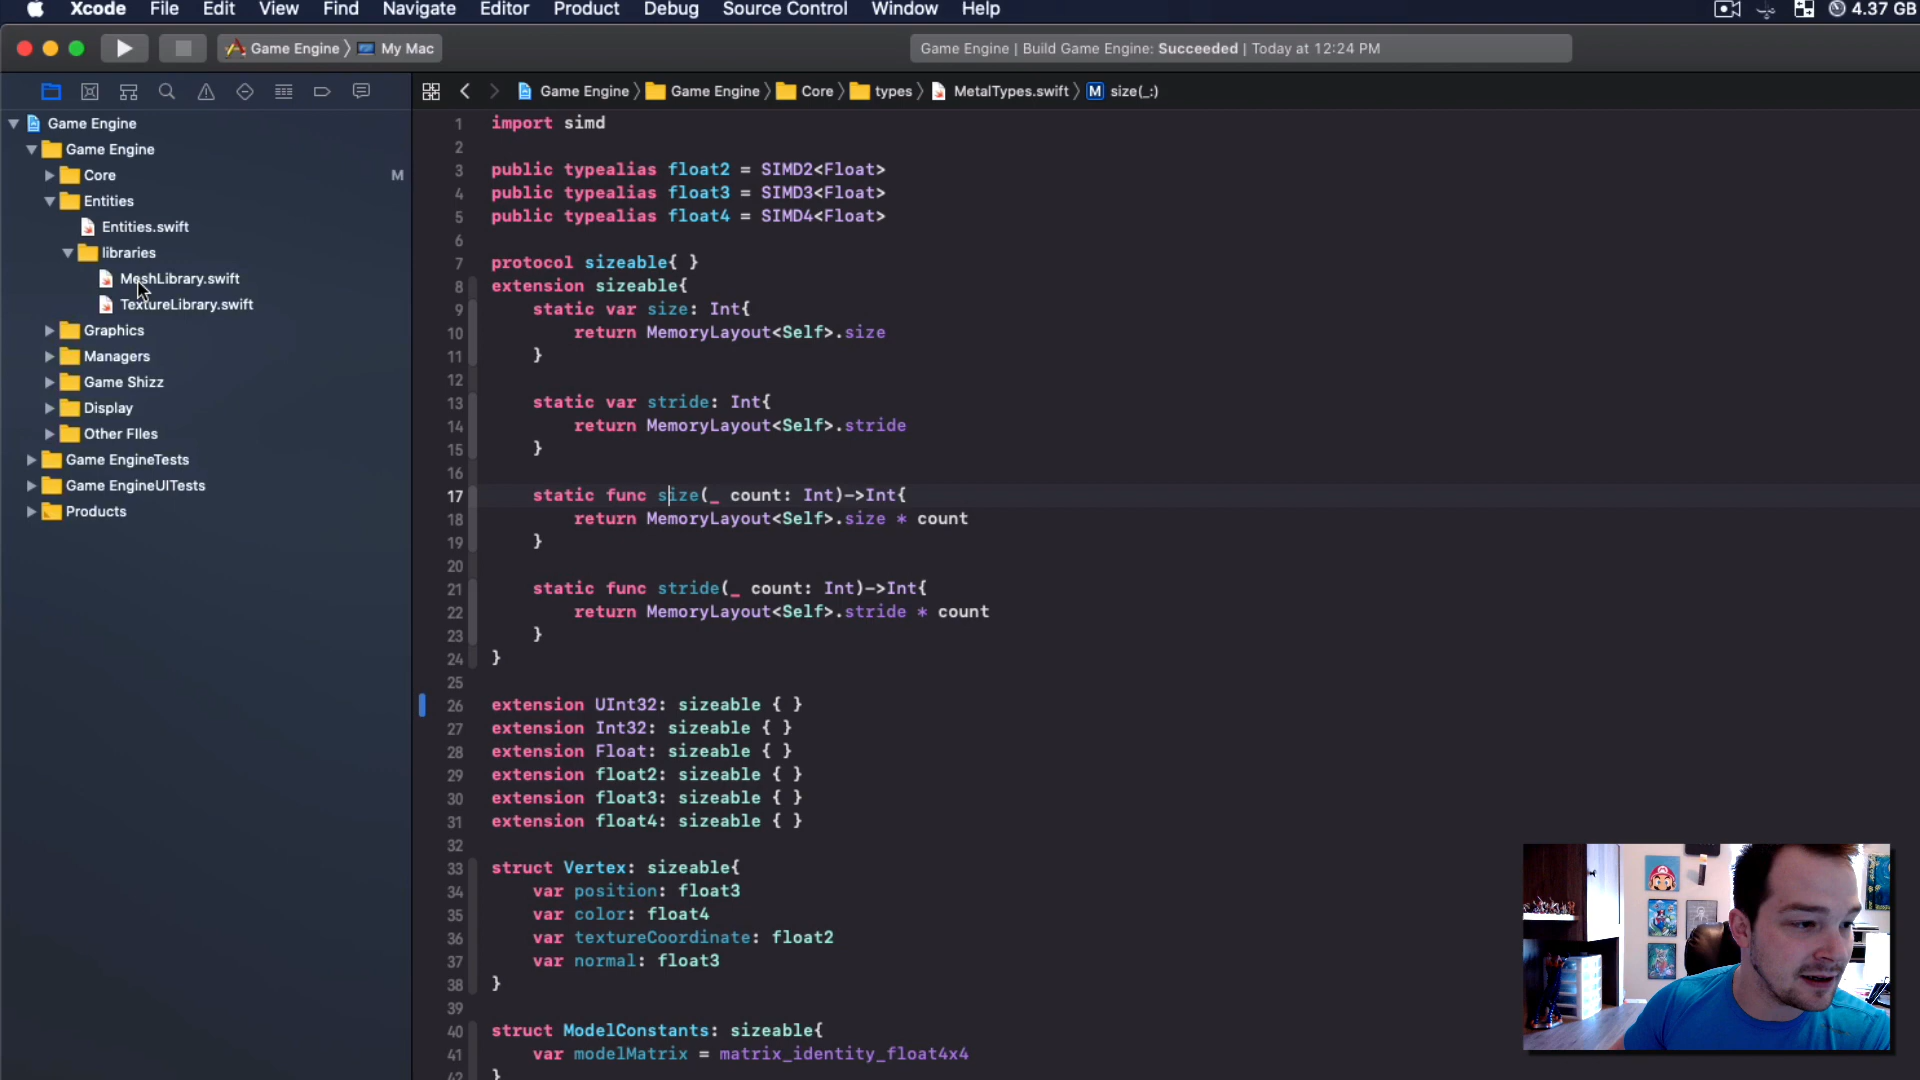 Xcode File Edit View Find Navigate Editor Product Debug Source Control Window Help 4.37 GB
Game Engine 〉 My Mac
Game Engine | Build Game Engine: Succeeded | Today at 12:24 PM
Game Engine 〉 Game Engine 〉 Core 〉 types 〉 MetalTypes.swift 〉 M size(_:)
Game Engine
Game Engine
Core M
Entities
Entities.swift
libraries
MeshLibrary.swift
TextureLibrary.swift
Graphics
Managers
Game Shizz
Display
Other FIles
Game EngineTests
Game EngineUITests
Products
1 import simd
2
3 public typealias float2 = SIMD2<Float>
4 public typealias float3 = SIMD3<Float>
5 public typealias float4 = SIMD4<Float>
6
7 protocol sizeable{ }
8 extension sizeable{
9 static var size: Int{
10 return MemoryLayout<Self>.size
11 }
12
13 static var stride: Int{
14 return MemoryLayout<Self>.stride
15 }
16
17 static func size(_ count: Int)->Int{
18 return MemoryLayout<Self>.size * count
19 }
20
21 static func stride(_ count: Int)->Int{
22 return MemoryLayout<Self>.stride * count
23 }
24 }
25
26 extension UInt32: sizeable { }
27 extension Int32: sizeable { }
28 extension Float: sizeable { }
29 extension float2: sizeable { }
30 extension float3: sizeable { }
31 extension float4: sizeable { }
32
33 struct Vertex: sizeable{
34 var position: float3
35 var color: float4
36 var textureCoordinate: float2
37 var normal: float3
38 }
39
40 struct ModelConstants: sizeable{
41 var modelMatrix = matrix_identity_float4x4
42 }